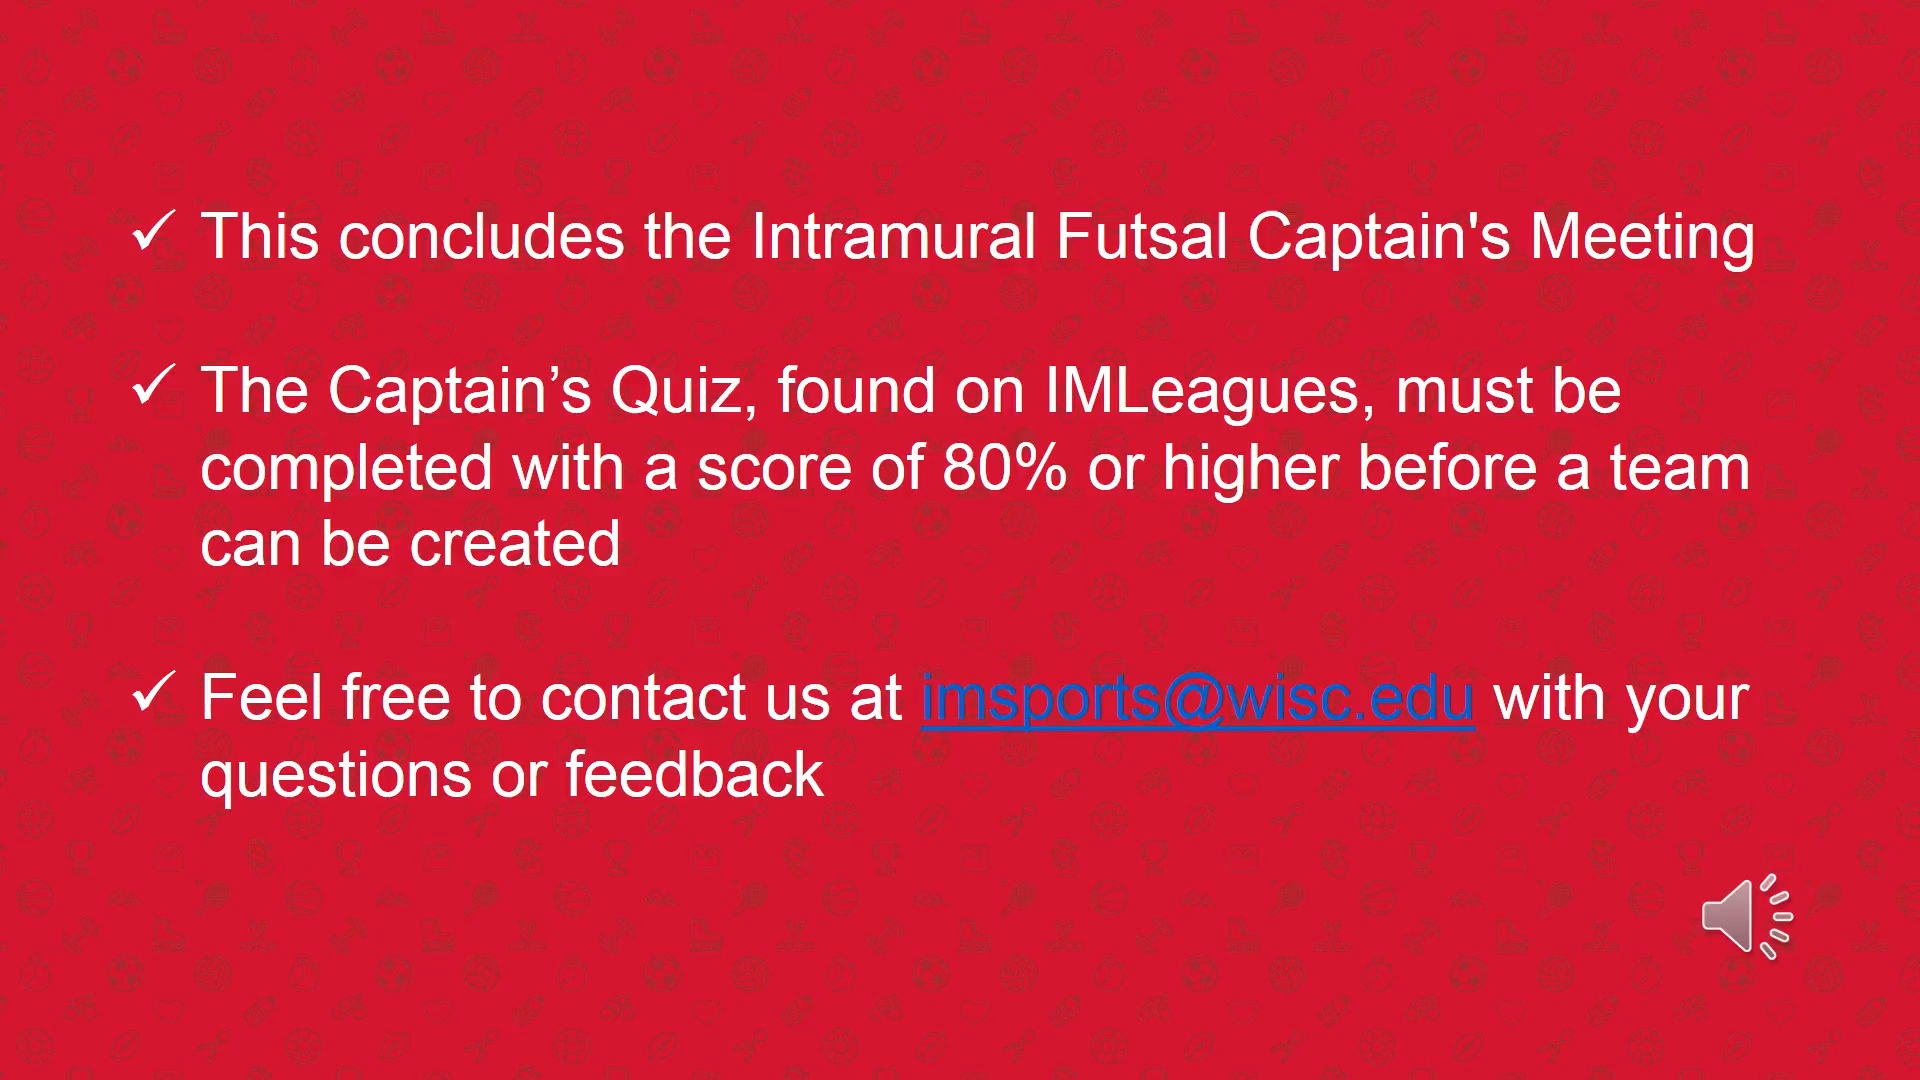 ✓ This concludes the Intramural Futsal Captain's Meeting
✓ The Captain’s Quiz, found on IMLeagues, must be
completed with a score of 80% or higher before a team
can be created
✓ Feel free to contact us at imsports@wisc.edu with your
questions or feedback